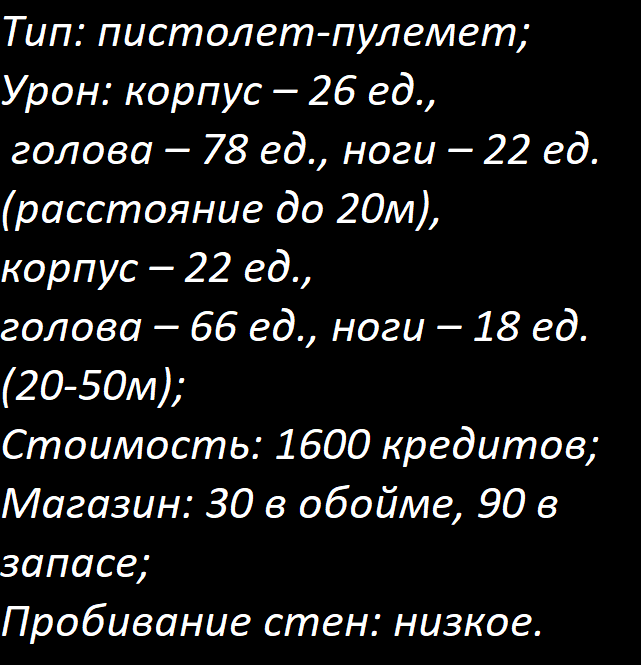 Тип: пистолет-пулемет;
Урон: корпус – 26 ед.,
голова – 78 ед., ноги – 22 ед.
(расстояние до 20м),
корпус – 22 ед.,
голова – 66 ед., ноги – 18 ед.
(20-50м);
Стоимость: 1600 кредитов;
Магазин: 30 в обойме, 90 в
запасе;
Пробивание стен: низкое.